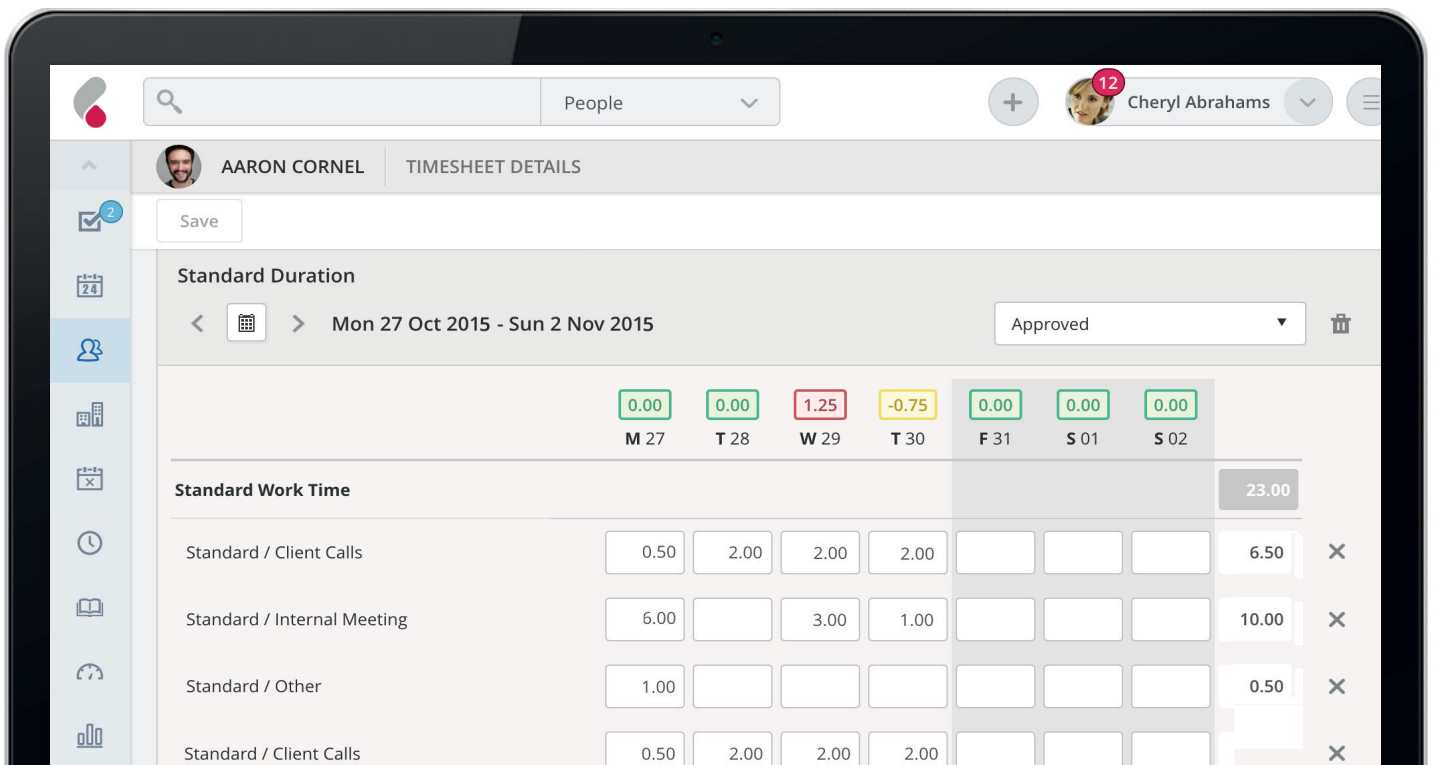 People
12
Cheryl Abrahams
AARON CORNEL TIMESHEET DETAILS
2
Save
24
Standard Duration
Mon 27 Oct 2015 - Sun 2 Nov 2015
Approved
0.00 0.00 1.25 -0.75 0.00 0.00 0.00
M 27 T 28 W 29 T 30 F 31 S 01 S 02
Standard Work Time 23.00
Standard / Client Calls 0.50 2.00 2.00 2.00 6.50
Standard / Internal Meeting 6.00 3.00 1.00 10.00
Standard / Other 1.00 0.50
Standard / Client Calls 0.50 2.00 2.00 2.00